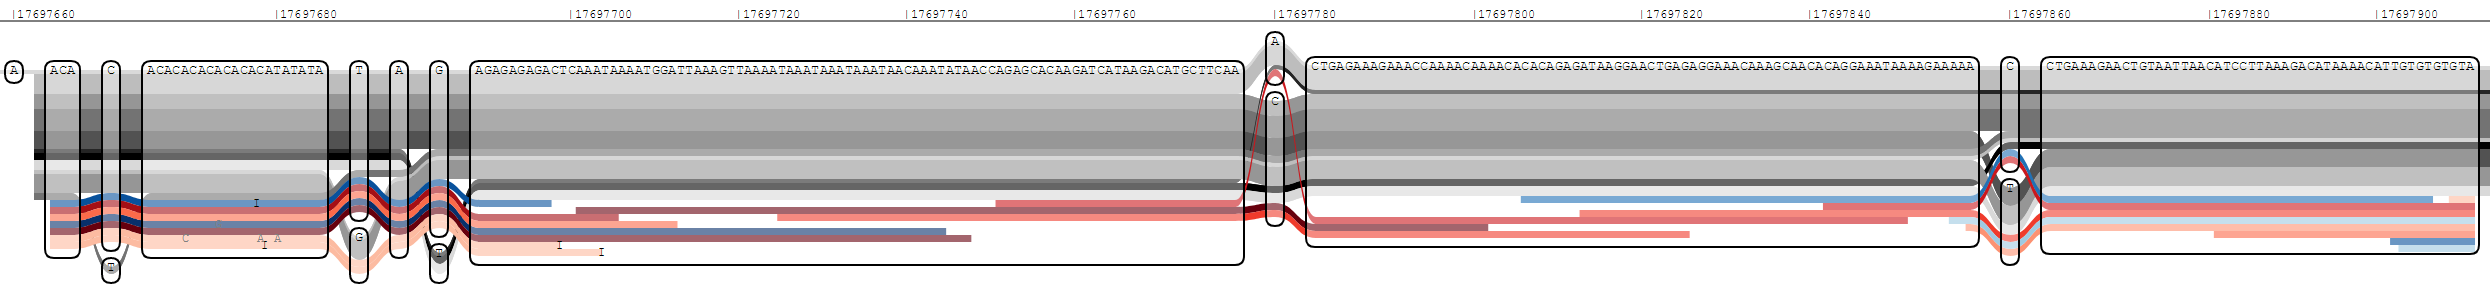 |17697660 |17697680 |17697700 |17697720 |17697740 |17697760 |17697780 |17697800 |17697820 |17697840 |17697860 |17697880 |17697900
A
A ACA C ACACACACACACACATATATA T A G AGAGAGAGACTCAAATAAAATGGATTAAAGTTAAAATAAATAAATAAATAACAAATATAACCAGAGCACAAGATCATAAGACATGCTTCAA CTGAGAAAGAAACCAAAACAAAACACACAGAGATAAGGAACTGAGAGGAAACAAAGCAACACAGGAAATAAAAGAAAAA C CTGAAAGAACTGTAATTAACATCCTTAAAGACATAAAACATTGTGTGTGTA
C
T
I
C A A G
I T I I
T